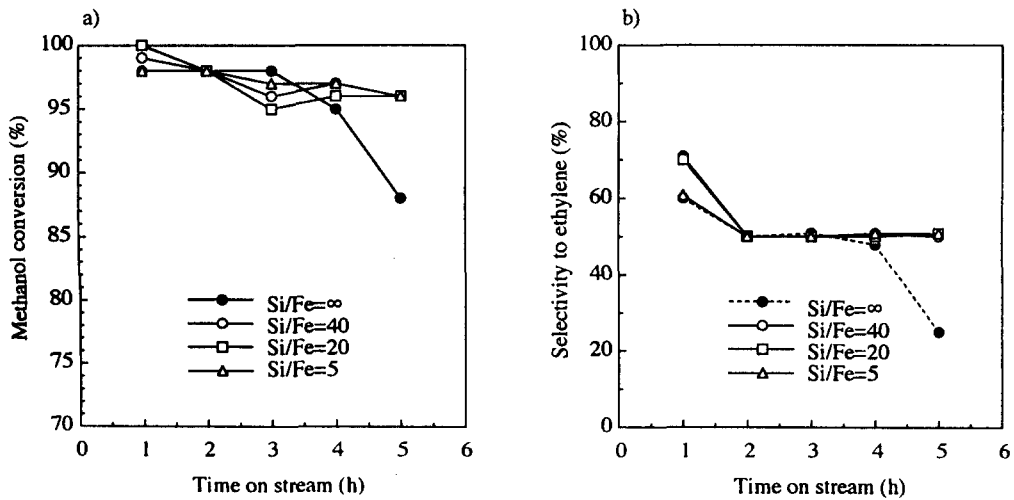 a)
100
95
90
85
80
75
70
Methanol conversion (%)
Si/Fe=∞
Si/Fe=40
Si/Fe=20
Si/Fe=5
0 1 2 3 4 5 6
Time on stream (h)
b)
100
80
60
40
20
0
Selectivity to ethylene (%)
Si/Fe=∞
Si/Fe=40
Si/Fe=20
Si/Fe=5
0 1 2 3 4 5 6
Time on stream (h)